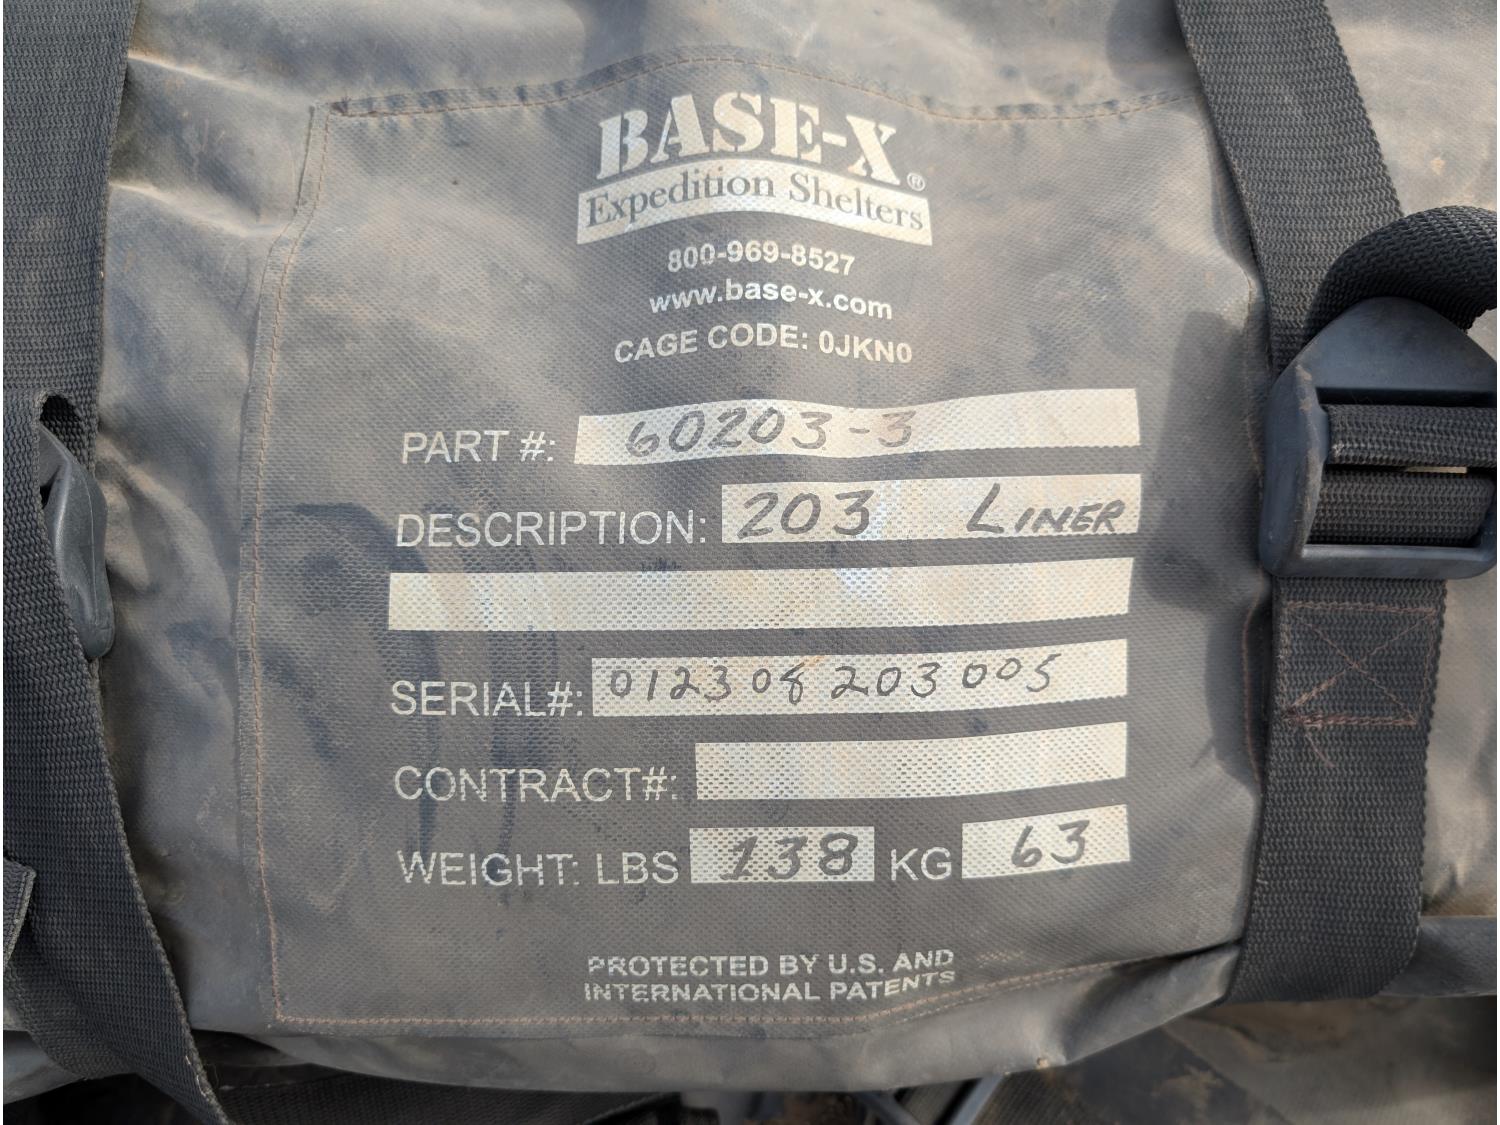 BASE-X®
Expedition Shelters
800-969-8527
www.base-x.com
CAGE CODE: 0JKN0
PART #: 60203-3
DESCRIPTION: 203 LINER
SERIAL#: 012308203005
CONTRACT#:
WEIGHT: LBS 138 KG 63
PROTECTED BY U.S. AND
INTERNATIONAL PATENTS